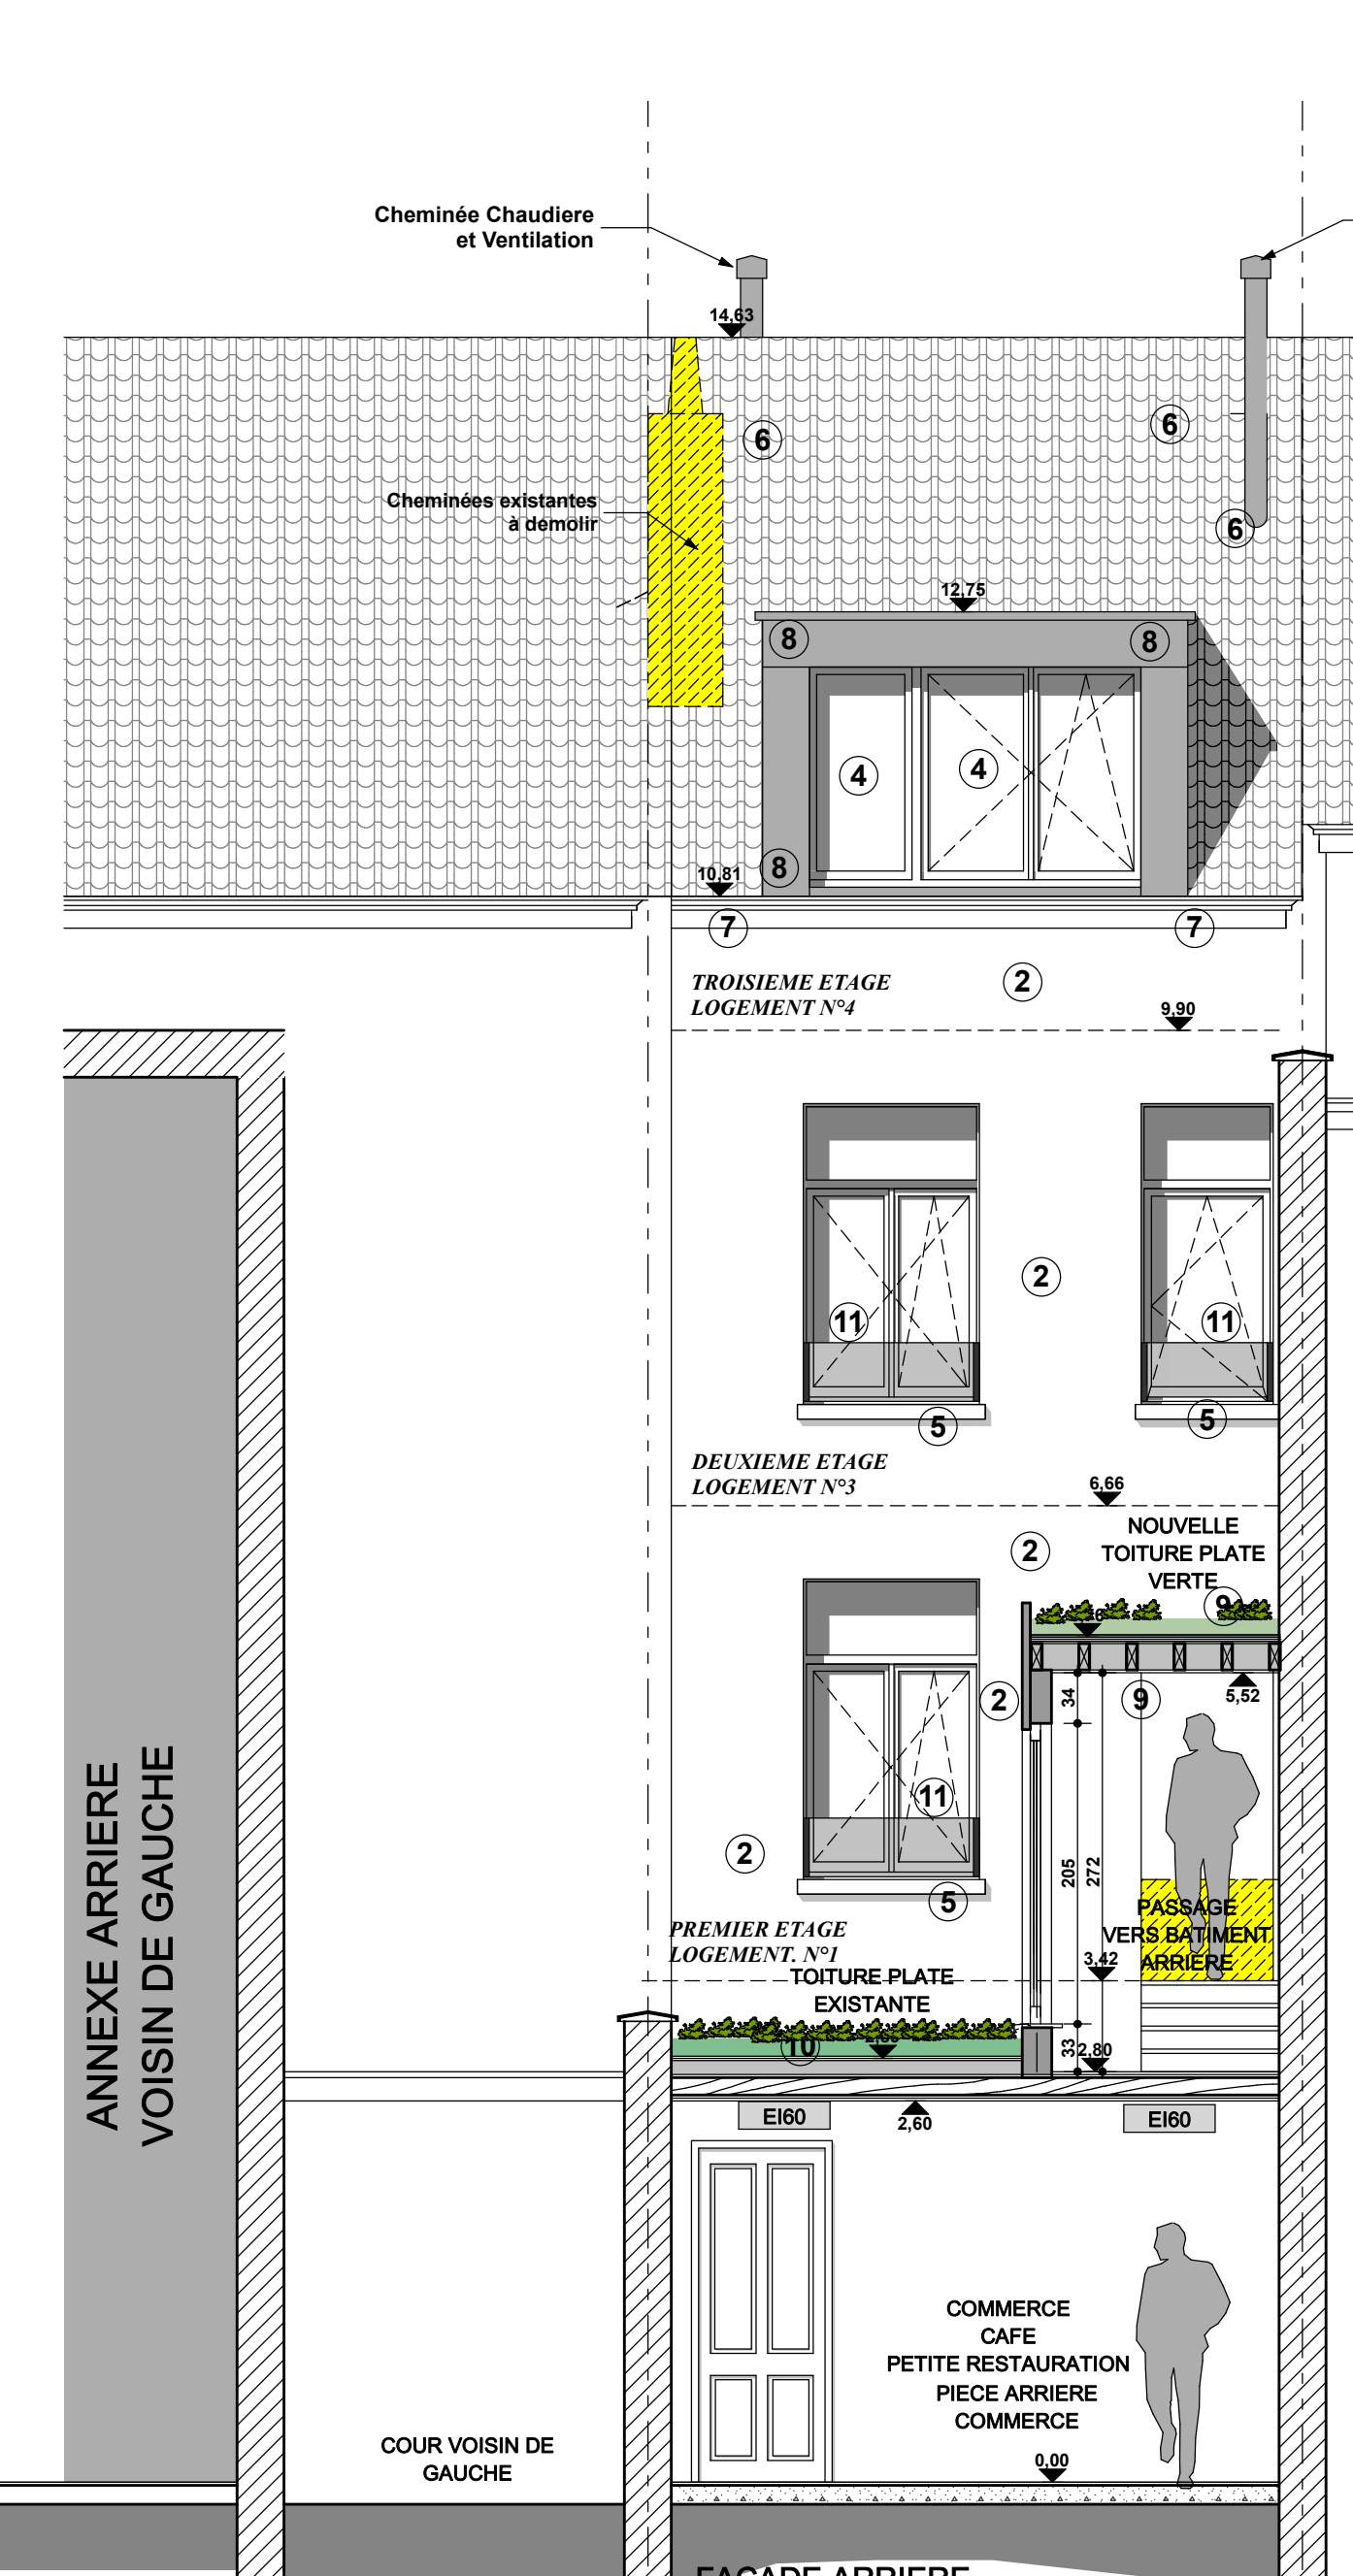 Cheminée Chaudiere
et Ventilation
14,63
6
6
Cheminées existantes
à demolir
6
12,75
8
8
4
4
8
10,81
7
7
TROISIEME ETAGE
LOGEMENT N°4
2
9,90
2
11
11
5
5
DEUXIEME ETAGE
LOGEMENT N°3
6,66
2
NOUVELLE
TOITURE PLATE
VERTE
9
2
34
9
5,52
11
2
205
272
5
PASSAGE
VERS BATIMENT
ARRIERE
PREMIER ETAGE
LOGEMENT. N°1
3,42
TOITURE PLATE
EXISTANTE
10
33
2,80
EI60
2,60
EI60
ANNEXE ARRIERE
VOISIN DE GAUCHE
COMMERCE
CAFE
PETITE RESTAURATION
PIECE ARRIERE
COMMERCE
COUR VOISIN DE
GAUCHE
0,00
FACADE ARRIERE